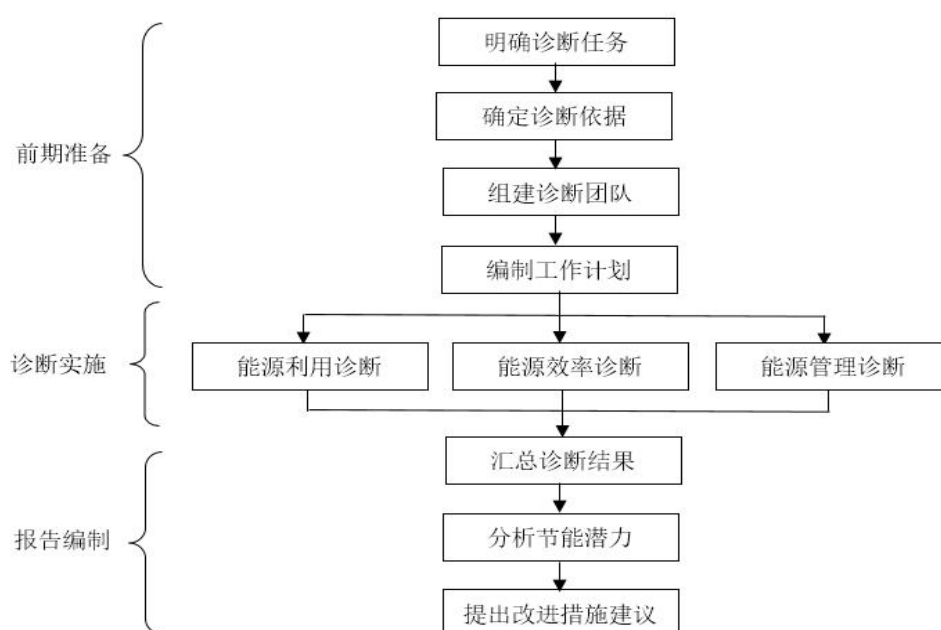 明确诊断任务
确定诊断依据
前期准备
组建诊断团队
编制工作计划
诊断实施
能源利用诊断
能源效率诊断
能源管理诊断
汇总诊断结果
报告编制
分析节能潜力
提出改进措施建议